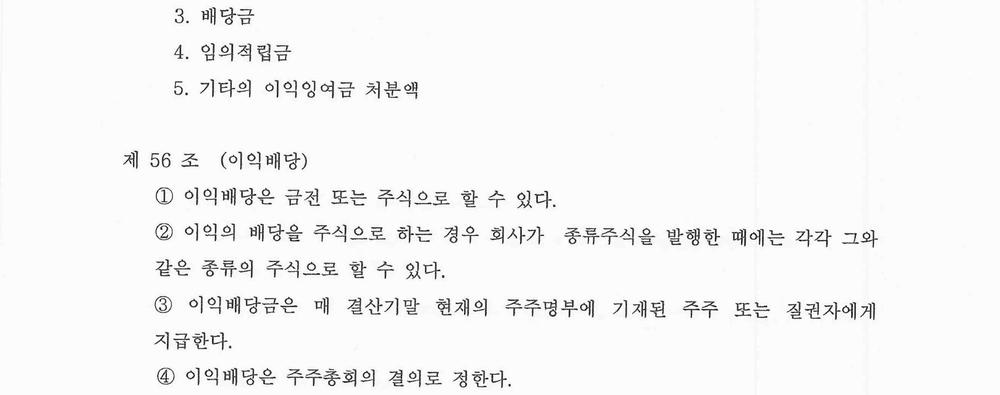 3. 배당금
4. 임의적립금
5. 기타의 이익잉여금 처분액
제 56 조 (이익배당)
① 이익배당은 금전 또는 주식으로 할 수 있다.
② 이익의 배당을 주식으로 하는 경우 회사가 종류주식을 발행한 때에는 각각 그와
같은 종류의 주식으로 할 수 있다.
③ 이익배당금은 매 결산기말 현재의 주주명부에 기재된 주주 또는 질권자에게
지급한다.
④ 이익배당은 주주총회의 결의로 정한다.